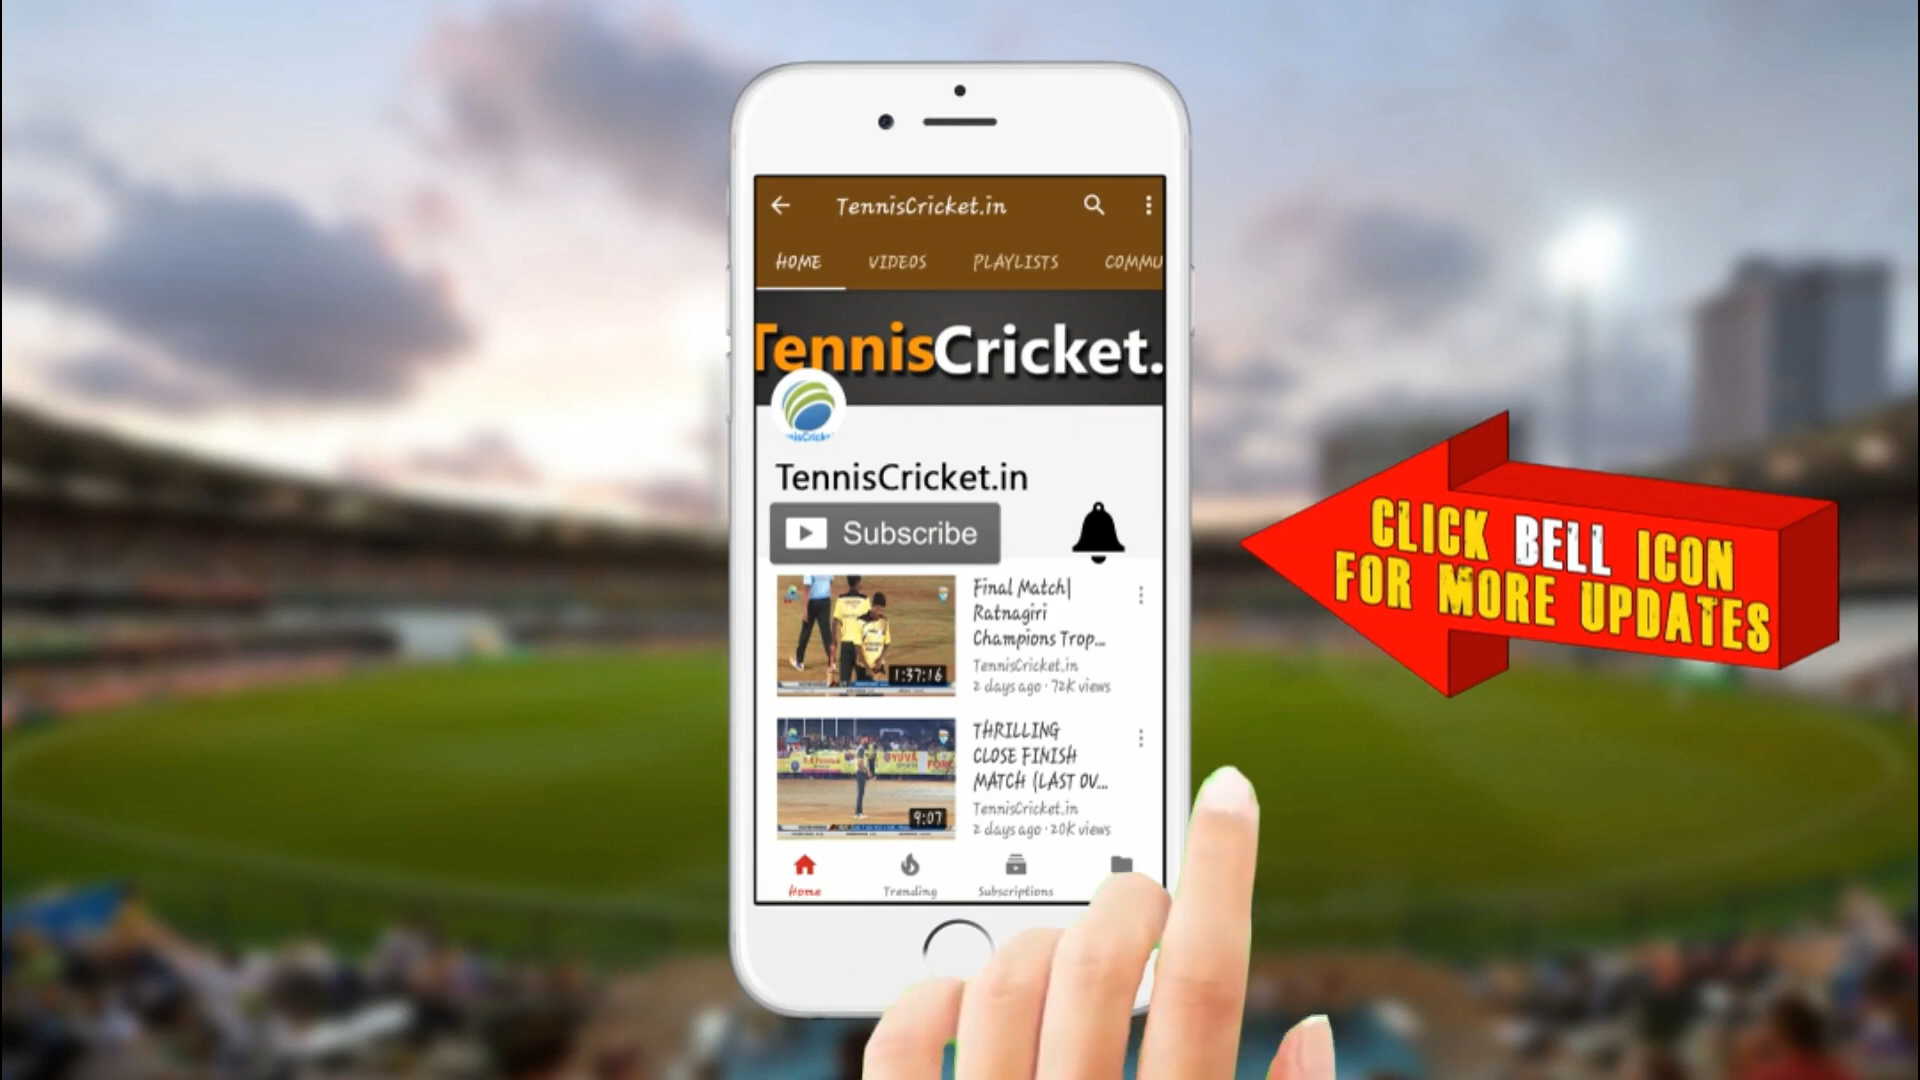 TennisCricket.in
HOME VIDEOS PLAYLISTS COMMU
TennisCricket.
TennisCricket.in
Subscribe
Final Match|
Ratnagiri
Champions Trop...
TennisCricket.in
2 days ago · 72K views
1:37:16
THRILLING
CLOSE FINISH
MATCH (LAST OV...
TennisCricket.in
2 days ago · 20K views
9:07
Home Trending Subscriptions
CLICK BELL ICON
FOR MORE UPDATES